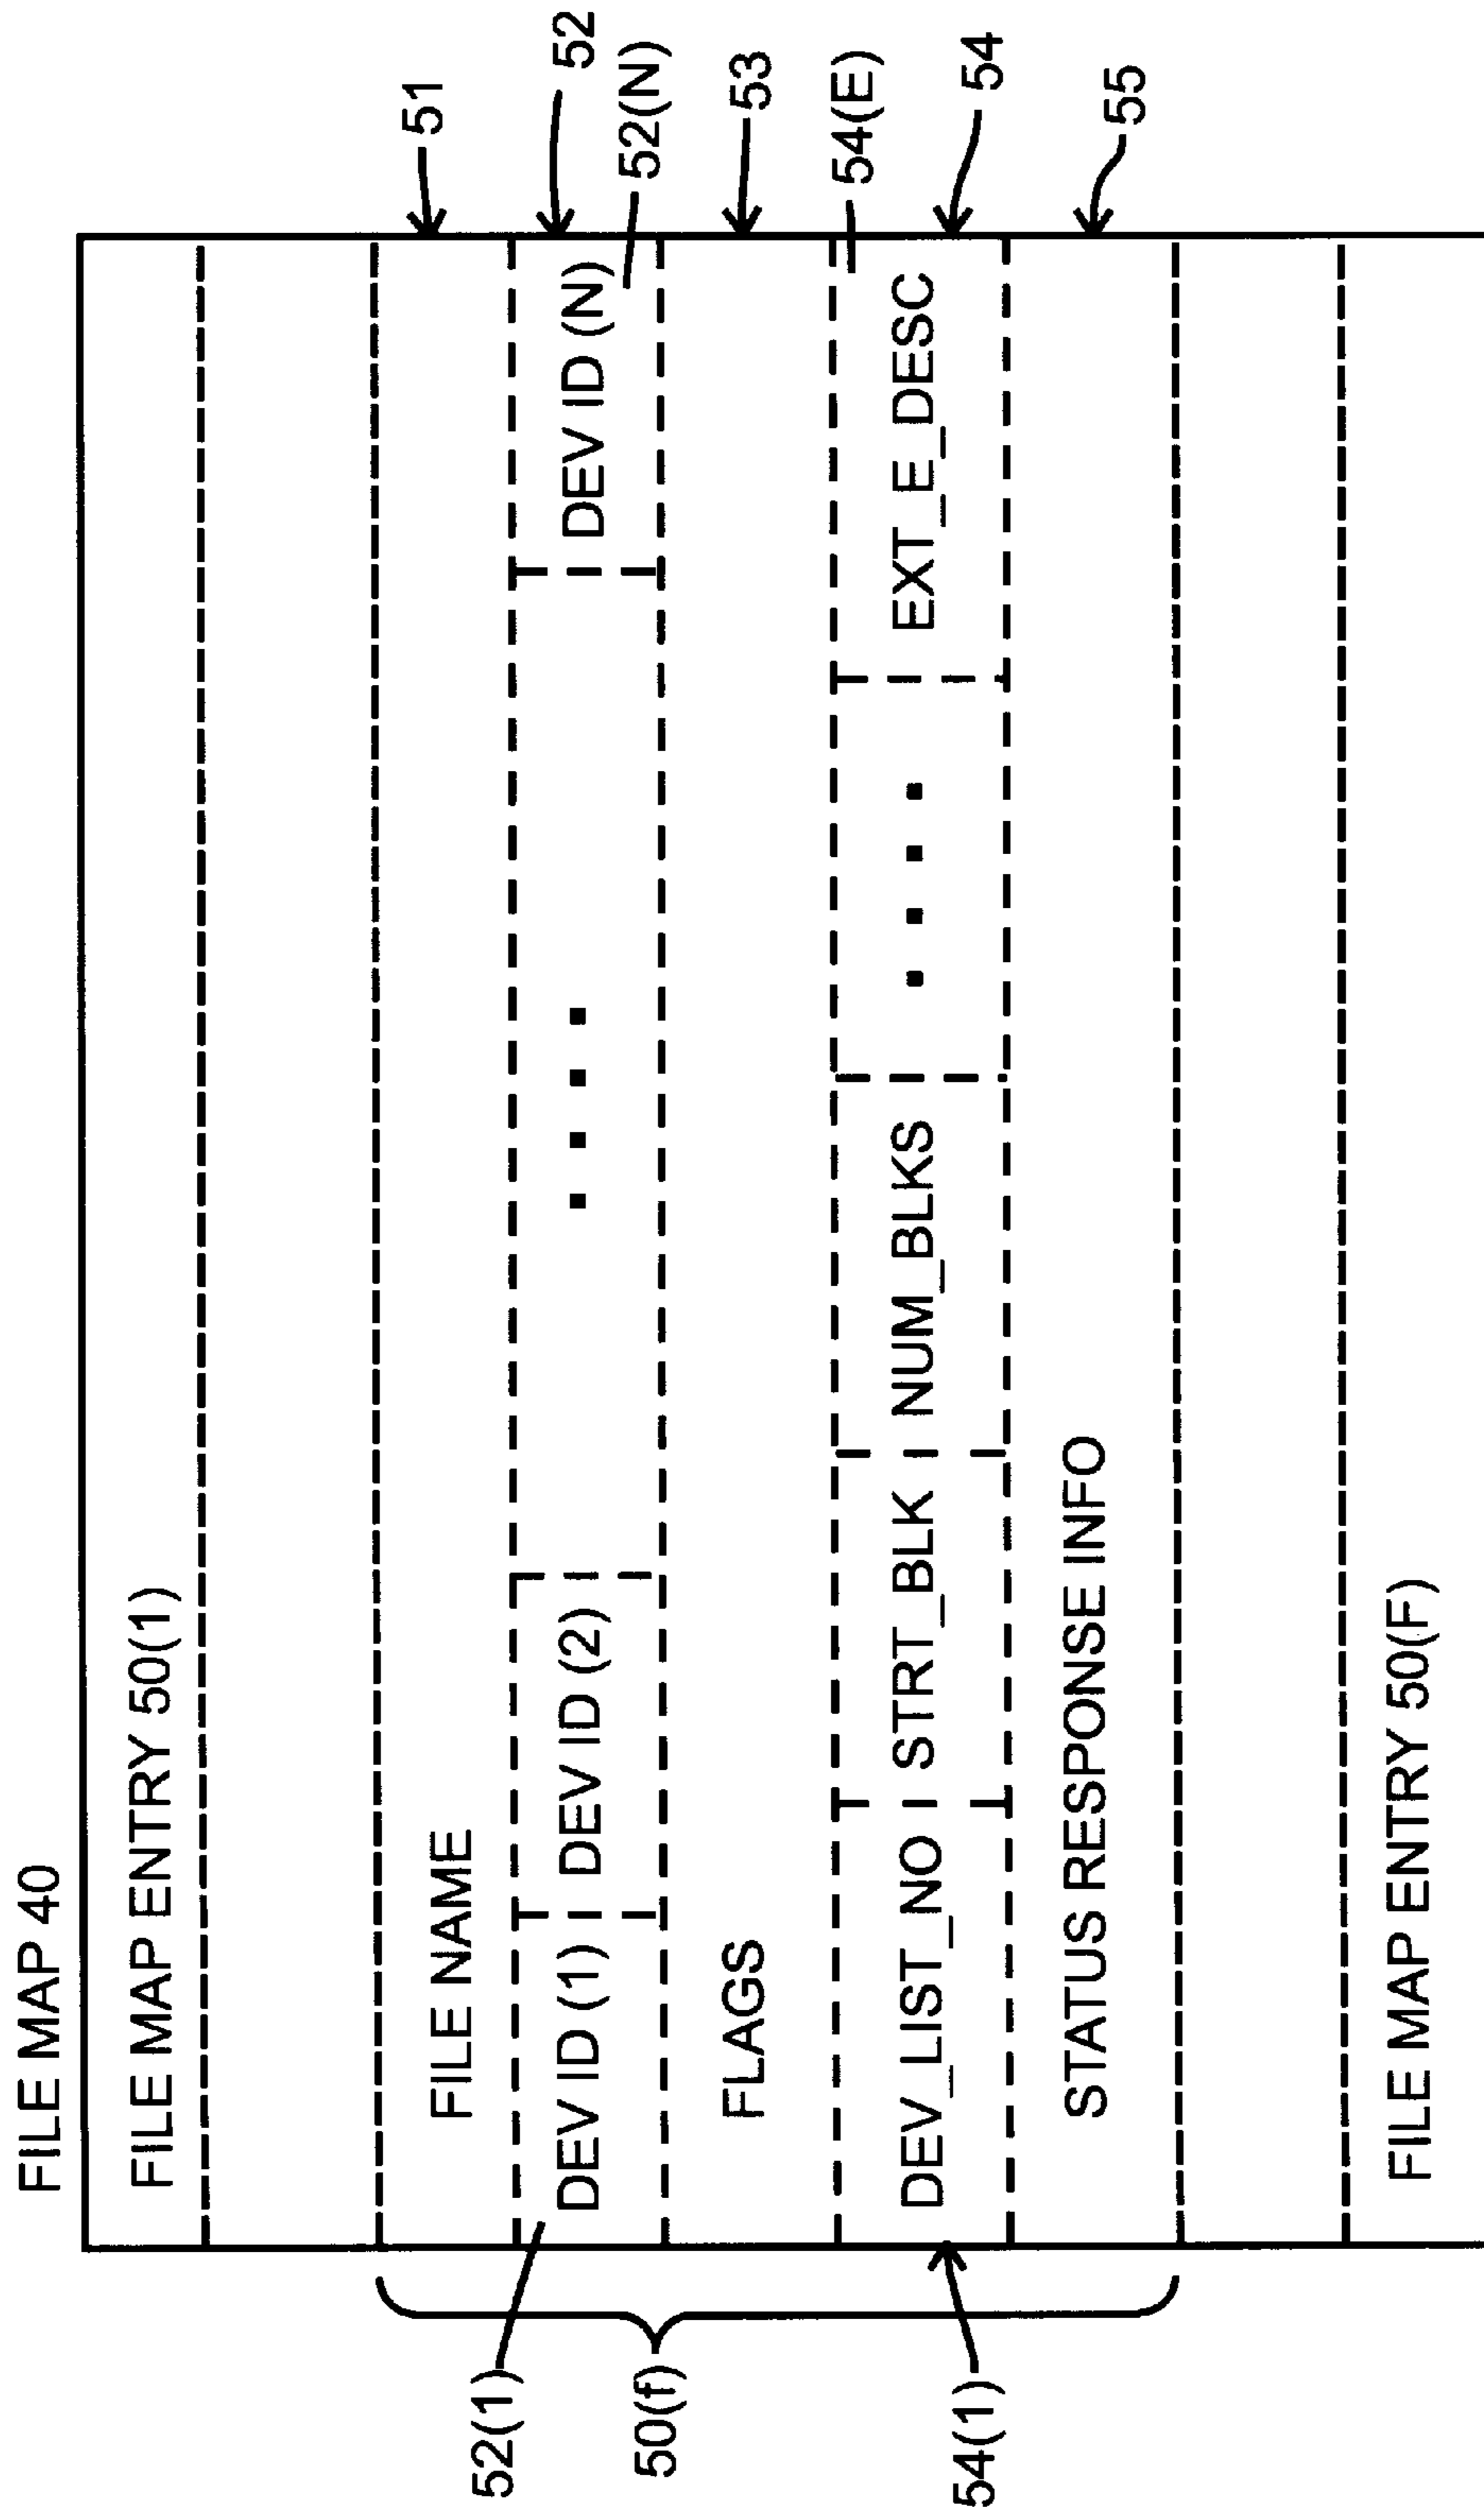 FILE MAP 40
FILE MAP ENTRY 50(1)
51
FILE NAME
52
52(1)
DEV ID (1) DEV ID (2) . . . . DEV ID (N)
52(N)
50(f)
FLAGS
53
54(E)
54(1)
DEV_LIST_NO STRT_BLK NUM_BLKS . . . . EXT_E_DESC
54
STATUS RESPONSE INFO
55
FILE MAP ENTRY 50(F)